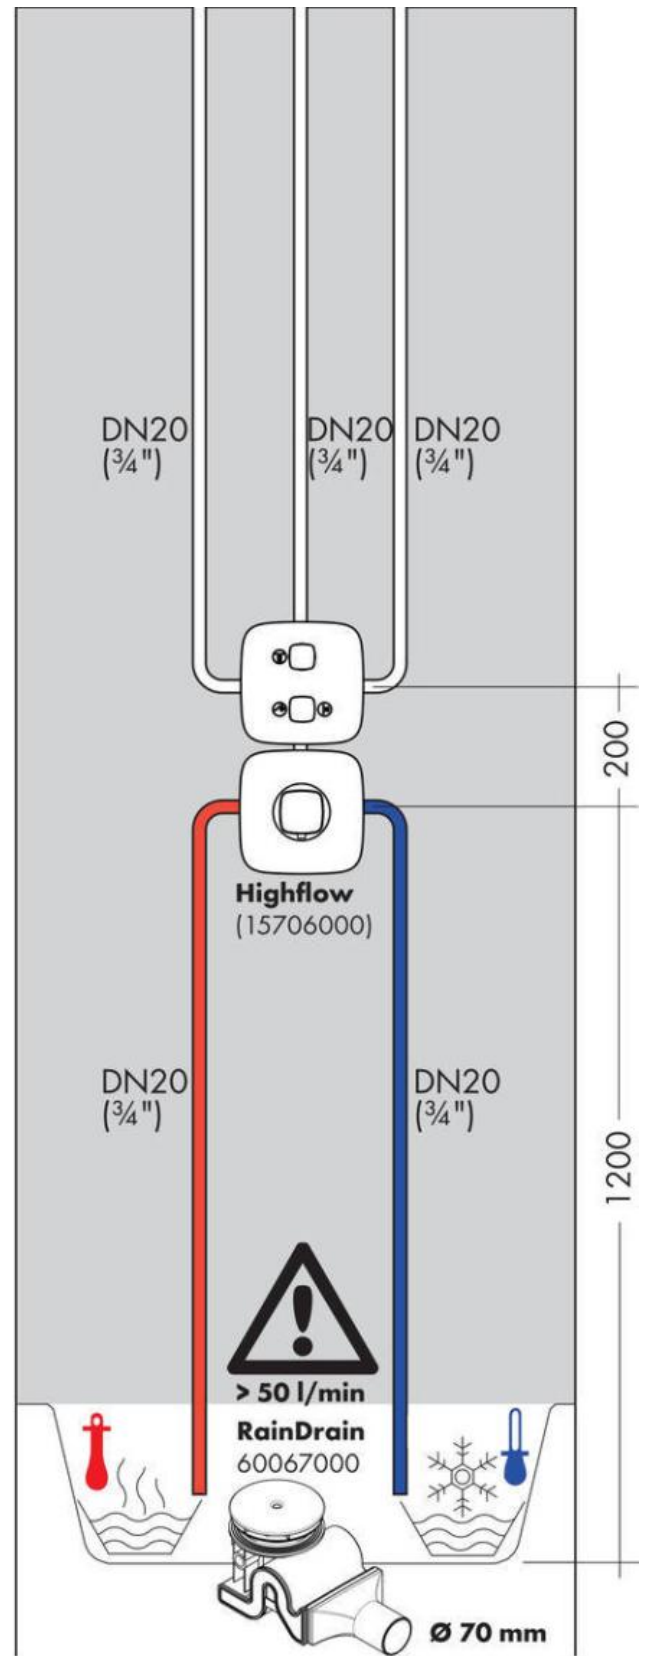 DN20
(¾")
DN20
(¾")
DN20
(¾")
200
Highflow
(15706000)
DN20
(¾")
DN20
(¾")
1200
> 50 l/min
RainDrain
60067000
Ø 70 mm